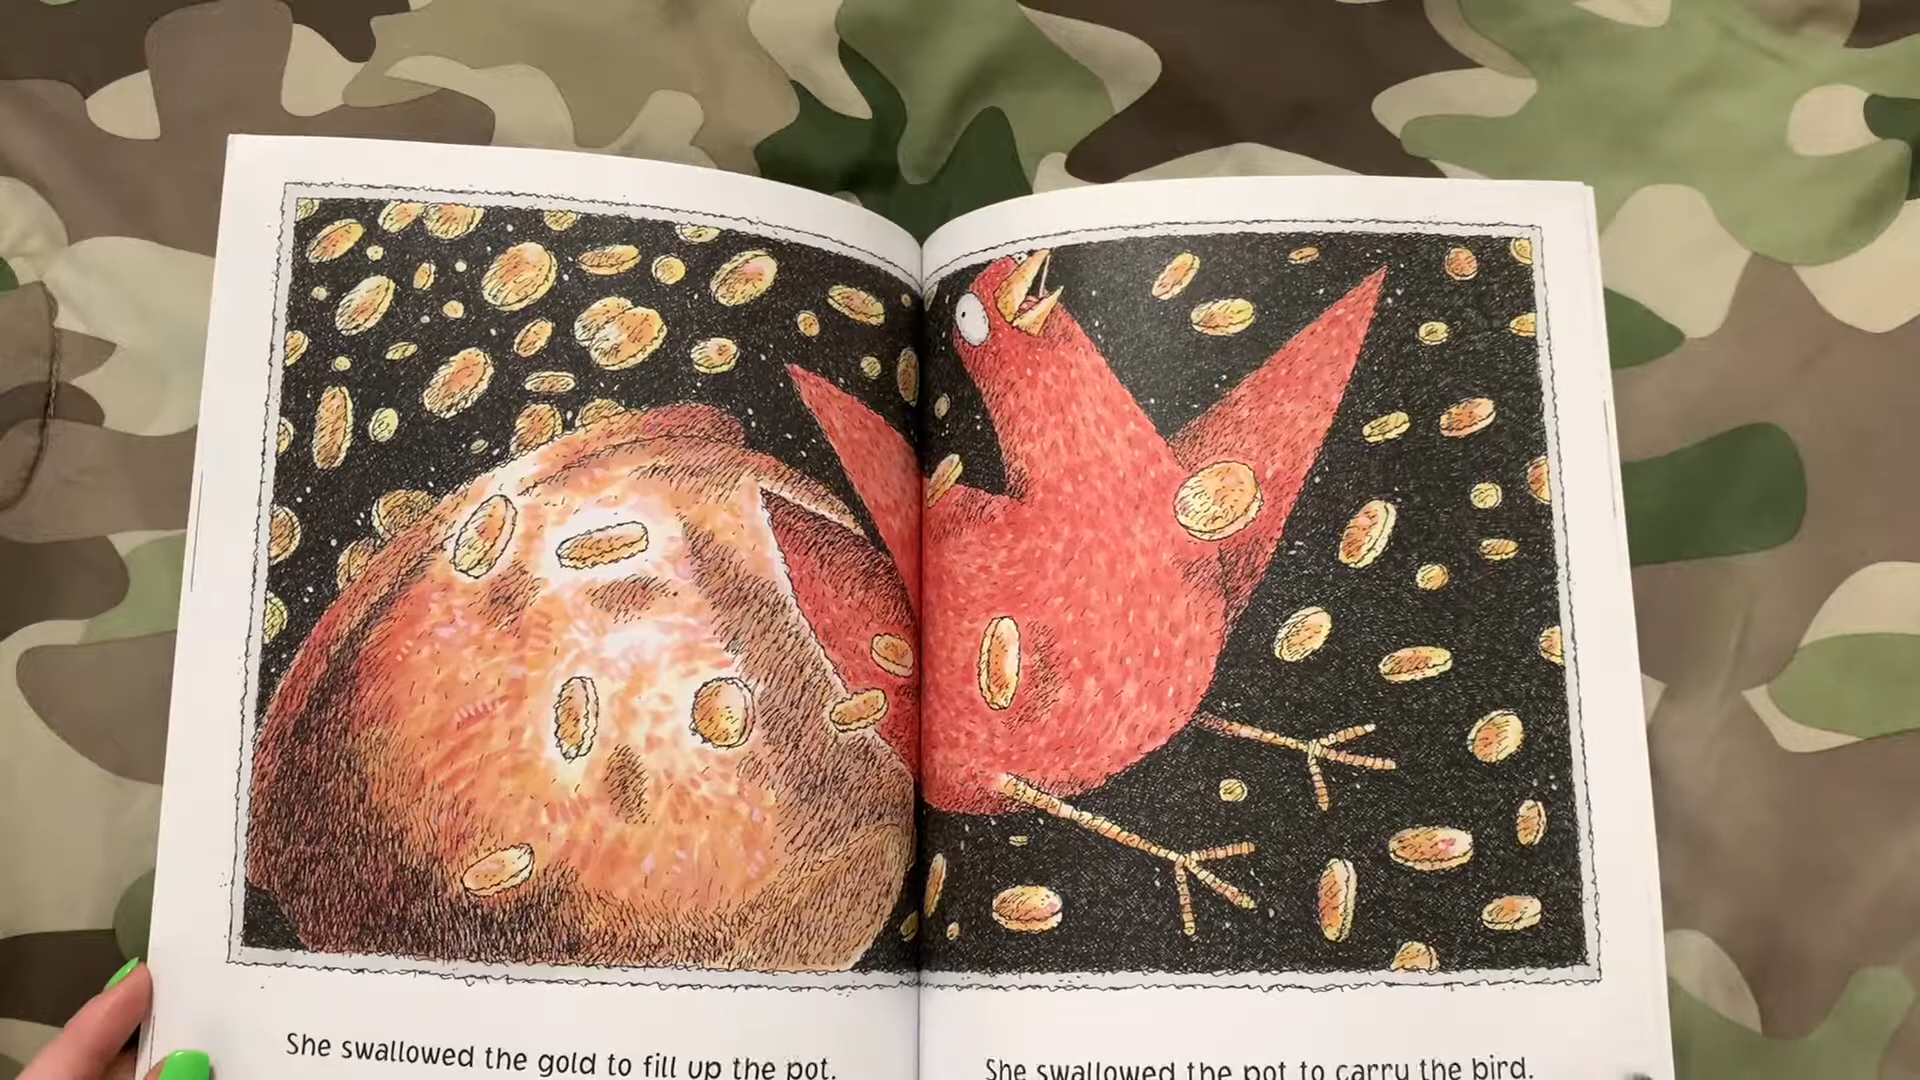 She swallowed the gold to fill up the pot.
She swallowed the pot to carry the bird.